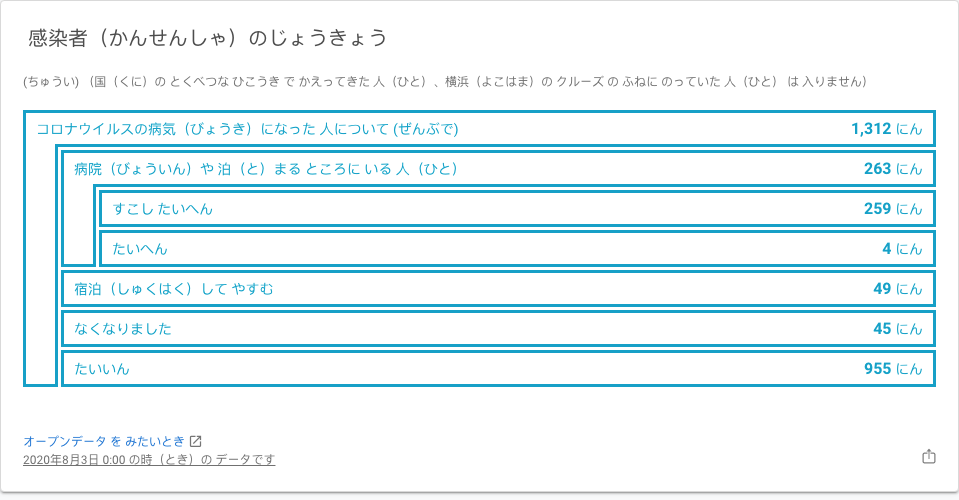 感染者（かんせんしゃ）のじょうきょう
(ちゅうい) （国（くに）の とくべつな ひこうき で かえってきた 人（ひと）、横浜（よこはま）の クルーズ の ふねに のっていた 人（ひと） は 入りません）
コロナウイルスの病気（びょうき）になった 人について (ぜんぶで) 1,312 にん
病院（びょういん）や 泊（と）まる ところに いる 人（ひと） 263 にん
すこし たいへん 259 にん
たいへん 4 にん
宿泊（しゅくはく）して やすむ 49 にん
なくなりました 45 にん
たいいん 955 にん
オープンデータ を みたいとき
2020年8月3日 0:00 の時（とき）の データです